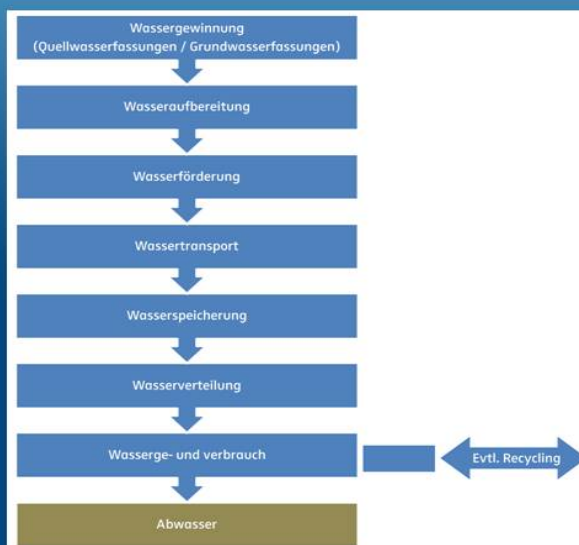 Wassergewinnung
(Quellwasserfassungen / Grundwasserfassungen)
Wasseraufbereitung
Wasserförderung
Wassertransport
Wasserspeicherung
Wasserverteilung
Wasserge- und verbrauch
Evtl. Recycling
Abwasser